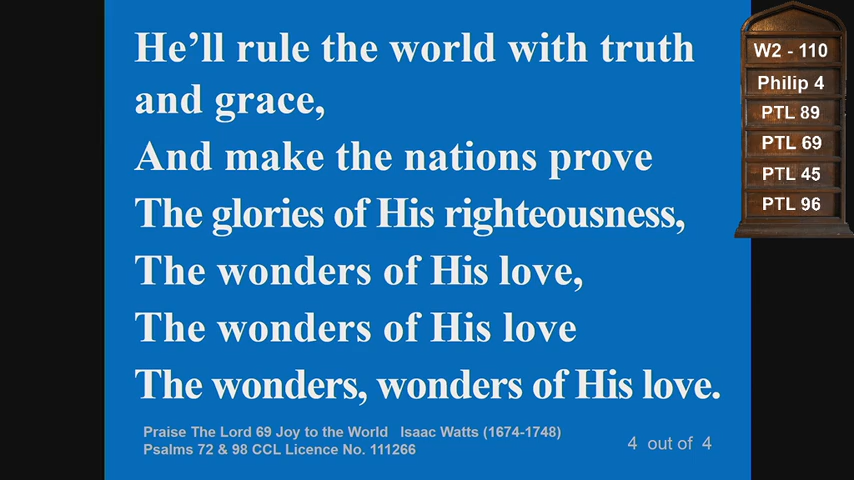 He’ll rule the world with truth
and grace,
And make the nations prove
The glories of His righteousness,
The wonders of His love,
The wonders of His love
The wonders, wonders of His love.
Praise The Lord 69 Joy to the World   Isaac Watts (1674-1748)
Psalms 72 & 98 CCL Licence No. 111266
4 out of 4
W2 - 110
Philip 4
PTL 89
PTL 69
PTL 45
PTL 96